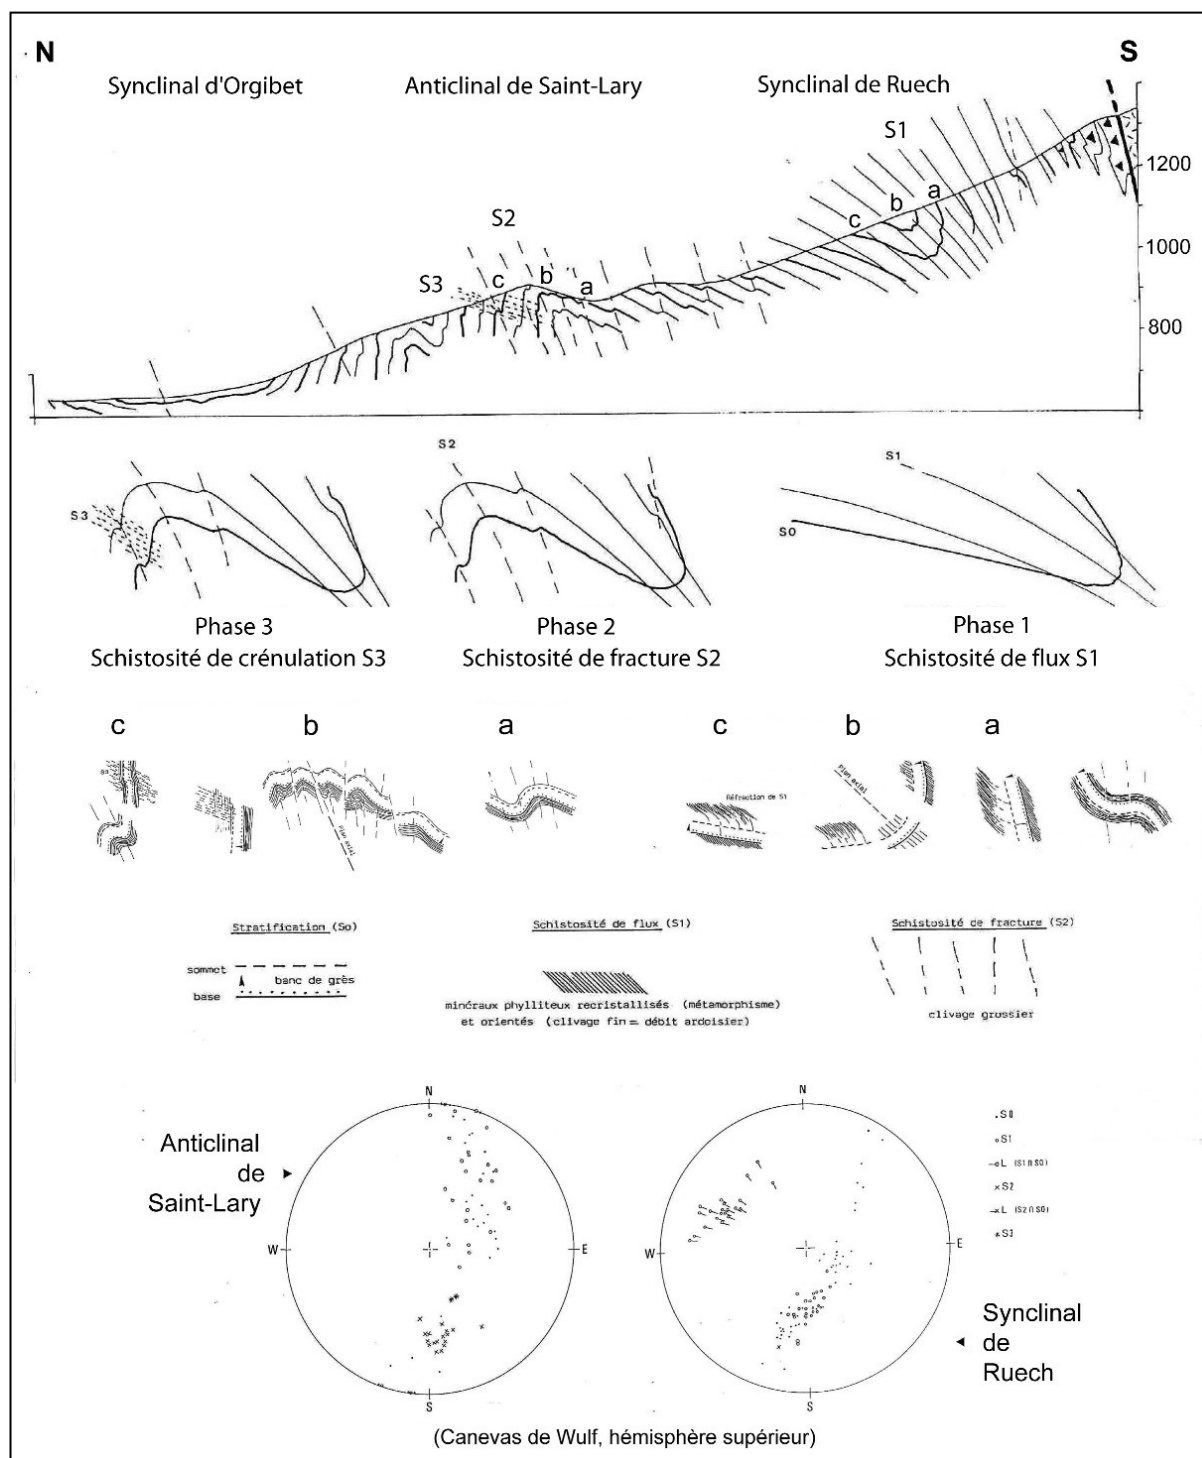 N
S
Synclinal d'Orgibet
Anticlinal de Saint-Lary
Synclinal de Ruech
S1
1200
a
b
c
S2
1000
S3
c
b
a
800
S2
S1
S3
S0
Phase 3
Phase 2
Phase 1
Schistosité de crénulation S3
Schistosité de fracture S2
Schistosité de flux S1
c
b
a
c
b
a
Plan axial
Réfraction de S1
Plan axial
Stratification (So)
Schistosité de flux (S1)
Schistosité de fracture (S2)
sommet
banc de grès
base
minéraux phylliteux recristallisés (métamorphisme)
et orientés (clivage fin = débit ardoisier)
clivage grossier
N
N
S0
Anticlinal
de
Saint-Lary
S1
L (S1∩S0)
S2
L (S2∩S0)
S3
W
E
W
E
Synclinal
de
Ruech
S
S
(Canevas de Wulf, hémisphère supérieur)